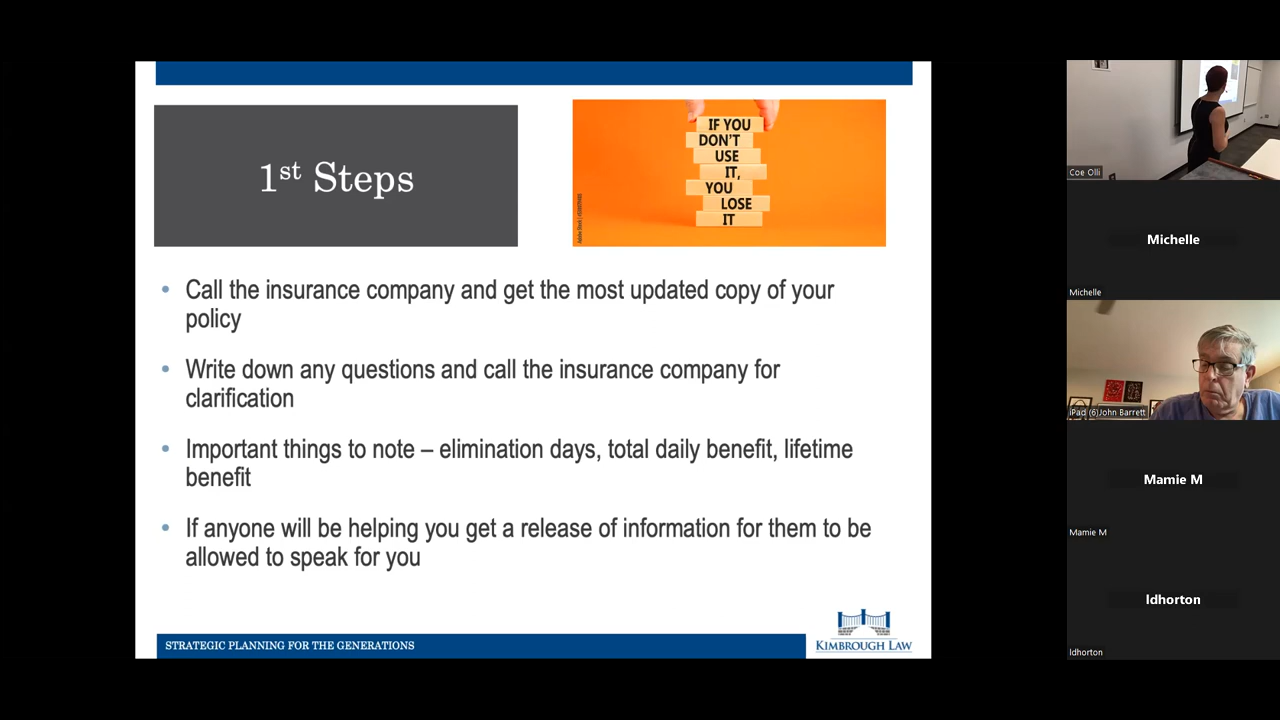 1st Steps
IF YOU
DON'T
USE
IT,
YOU
LOSE
IT
• Call the insurance company and get the most updated copy of your
policy
• Write down any questions and call the insurance company for
clarification
• Important things to note – elimination days, total daily benefit, lifetime
benefit
• If anyone will be helping you get a release of information for them to be
allowed to speak for you
STRATEGIC PLANNING FOR THE GENERATIONS
KIMBROUGH LAW
Coe Olli
Michelle
Michelle
iPad (6)John Barrett
Mamie M
Mamie M
ldhorton
ldhorton